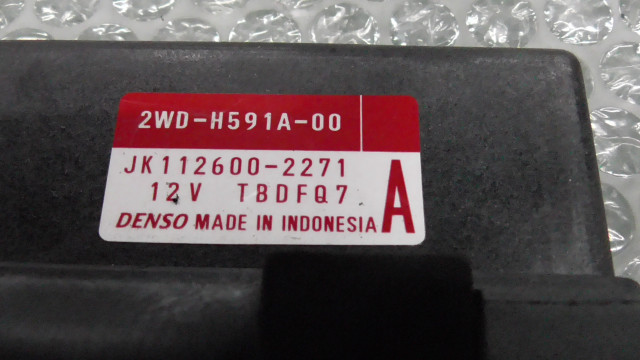 2WD-H591A-00
JK112600-2271
12V TBDFQ7
A
DENSO MADE IN INDONESIA